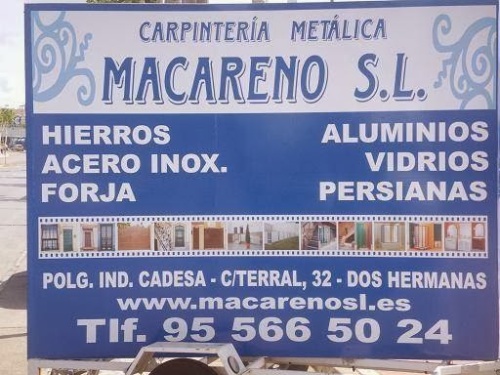 CARPINTERÍA METÁLICA
MACARENO S.L.
HIERROS
ACERO INOX.
FORJA
ALUMINIOS
VIDRIOS
PERSIANAS
POLG. IND. CADESA - C/TERRAL, 32 - DOS HERMANAS
www.macarenosl.es
Tlf. 95 566 50 24